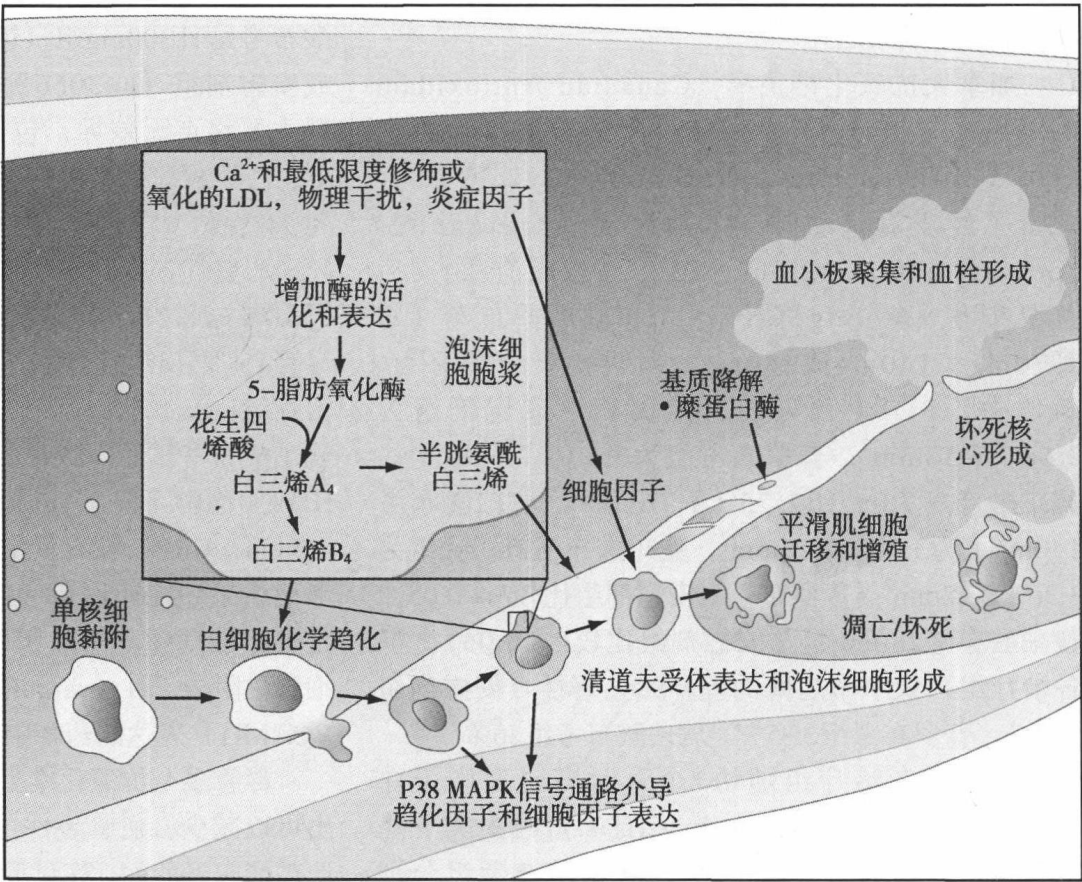 Ca²⁺和最低限度修饰或
氧化的LDL，物理干扰，炎症因子
增加酶的活
化和表达
泡沫细
胞胞浆
5-脂肪氧化酶
花生四
烯酸
白三烯A₄
半胱氨酰
白三烯
白三烯B₄
血小板聚集和血栓形成
基质降解
• 糜蛋白酶
坏死核
心形成
细胞因子
平滑肌细胞
迁移和增殖
单核细
胞黏附
白细胞化学趋化
凋亡/坏死
清道夫受体表达和泡沫细胞形成
P38 MAPK信号通路介导
趋化因子和细胞因子表达